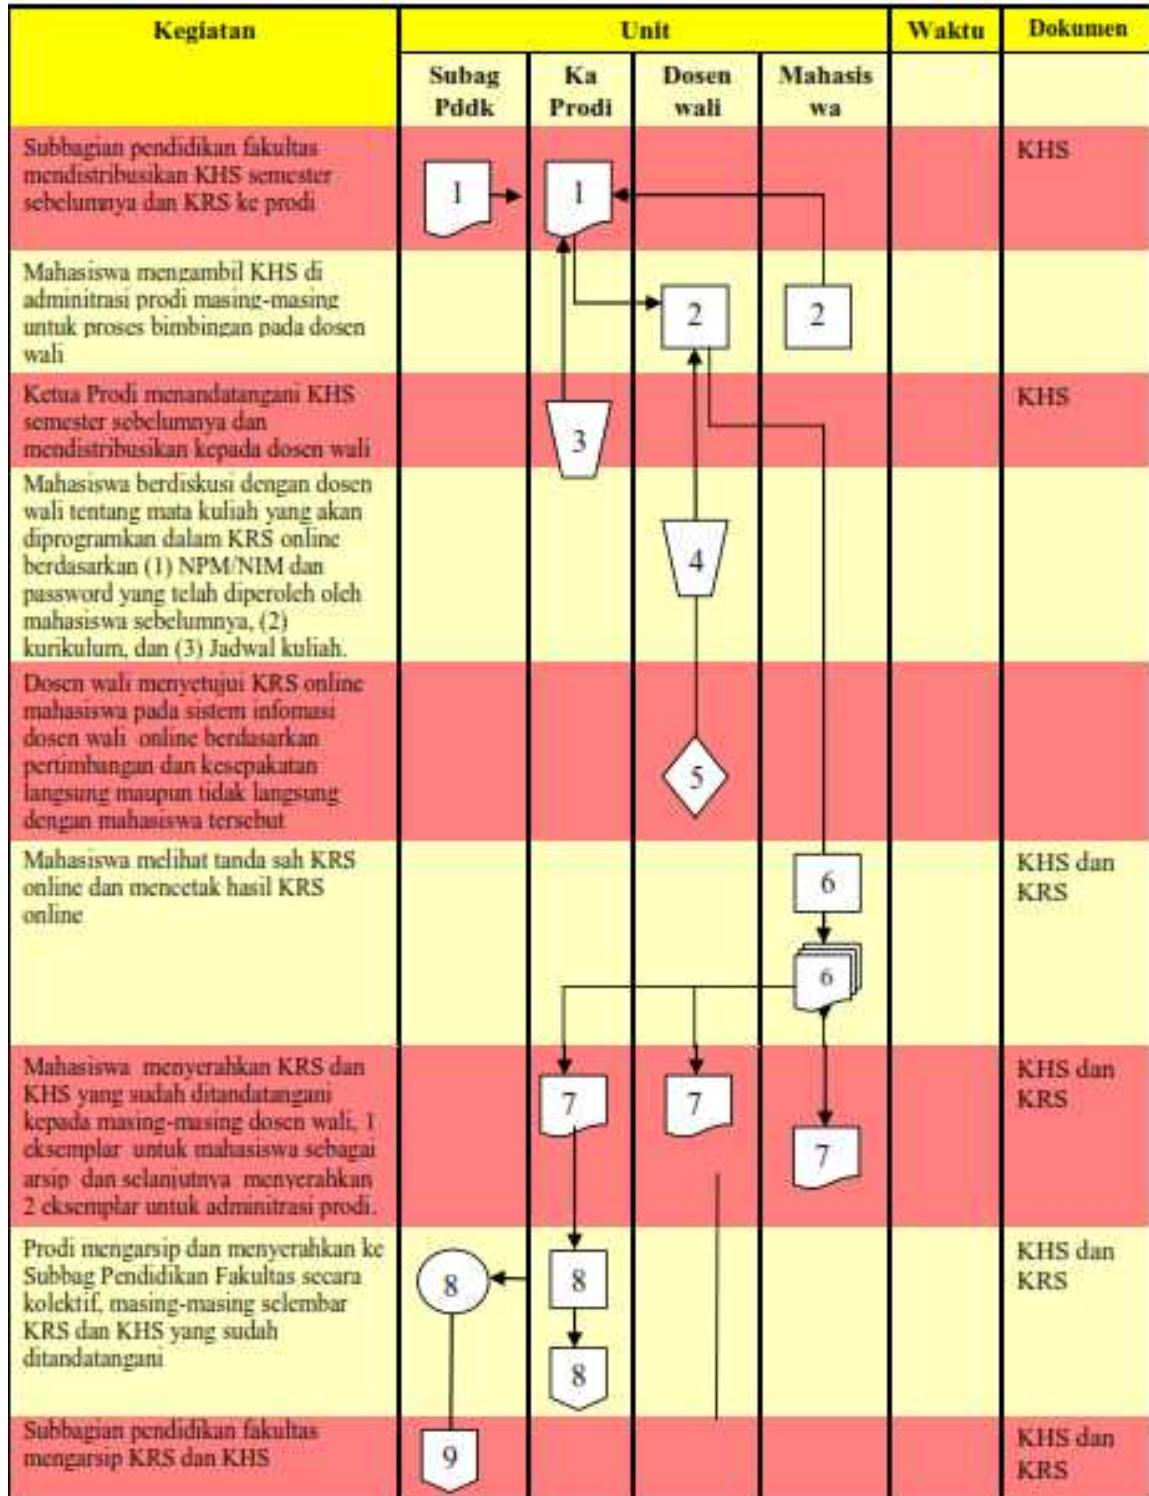 Kegiatan
Unit
Waktu
Dokumen
Subag
Pddk
Ka
Prodi
Dosen
wali
Mahasis
wa
Subbagian pendidikan fakultas
mendistribusikan KHS semester
sebelumnya dan KRS ke prodi
1
1
KHS
Mahasiswa mengambil KHS di
adminitrasi prodi masing-masing
untuk proses bimbingan pada dosen
wali
2
2
Ketua Prodi menandatangani KHS
semester sebelumnya dan
mendistribusikan kepada dosen wali
3
KHS
Mahasiswa berdiskusi dengan dosen
wali tentang mata kuliah yang akan
diprogramkan dalam KRS online
berdasarkan (1) NPM/NIM dan
password yang telah diperoleh oleh
mahasiswa sebelumnya, (2)
kurikulum, dan (3) Jadwal kuliah.
4
Dosen wali menyetujui KRS online
mahasiswa pada sistem infomasi
dosen wali online berdasarkan
pertimbangan dan kesepakatan
langsung maupun tidak langsung
dengan mahasiswa tersebut
5
Mahasiswa melihat tanda sah KRS
online dan mencetak hasil KRS
online
6
6
KHS dan
KRS
Mahasiswa menyerahkan KRS dan
KHS yang sudah ditandatangani
kepada masing-masing dosen wali, 1
eksemplar untuk mahasiswa sebagai
arsip dan selanjutnya menyerahkan
2 eksemplar untuk adminitrasi prodi.
7
7
7
KHS dan
KRS
Prodi mengarsip dan menyerahkan ke
Subbag Pendidikan Fakultas secara
kolektif, masing-masing selembar
KRS dan KHS yang sudah
ditandatangani
8
8
8
KHS dan
KRS
Subbagian pendidikan fakultas
mengarsip KRS dan KHS
9
KHS dan
KRS